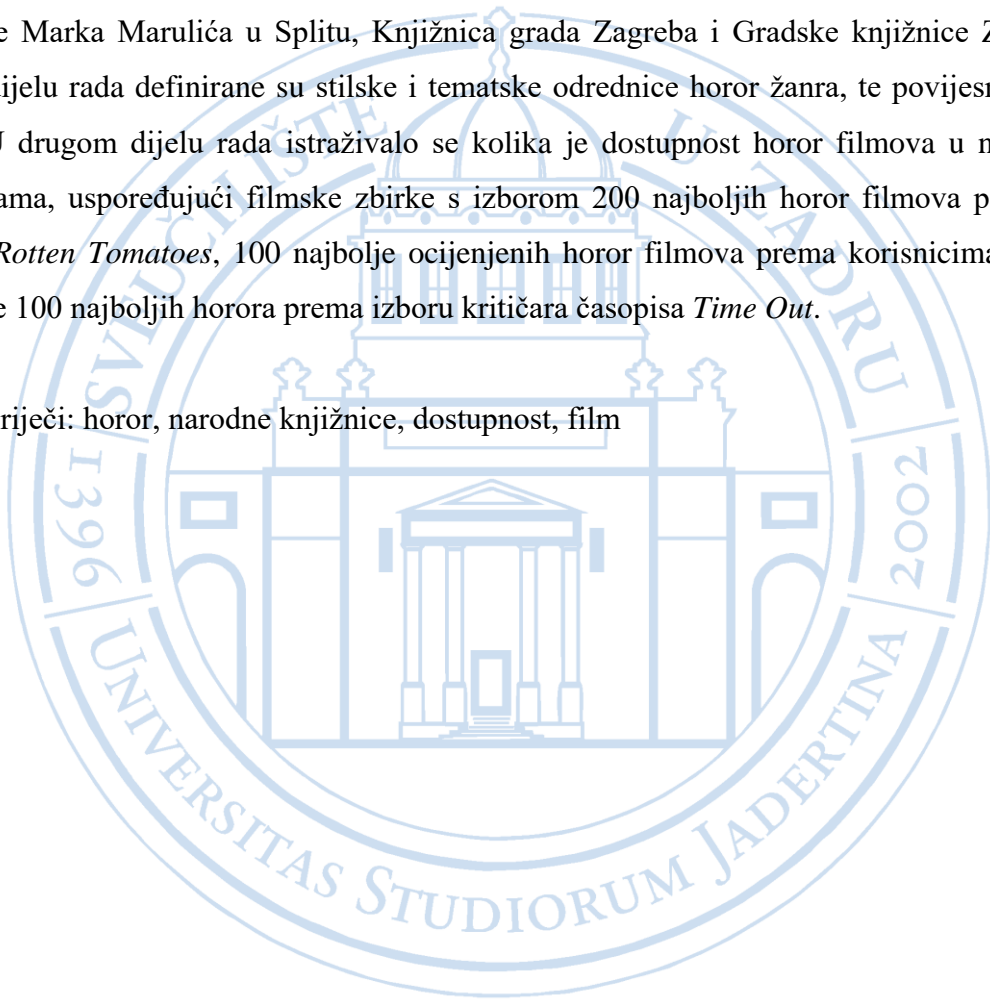 e Marka Marulića u Splitu, Knjižnica grada Zagreba i Gradske knjižnice Z
dijelu rada definirane su stilske i tematske odrednice horor žanra, te povijesn
U drugom dijelu rada istraživalo se kolika je dostupnost horor filmova u n
ama, uspoređujući filmske zbirke s izborom 200 najboljih horor filmova p
Rotten Tomatoes, 100 najbolje ocijenjenih horor filmova prema korisnicima
e 100 najboljih horora prema izboru kritičara časopisa Time Out.
riječi: horor, narodne knjižnice, dostupnost, film
SVEUČILIŠTE U ZADRU
1396
2002
UNIVERSITAS STUDIORUM JADERTINA